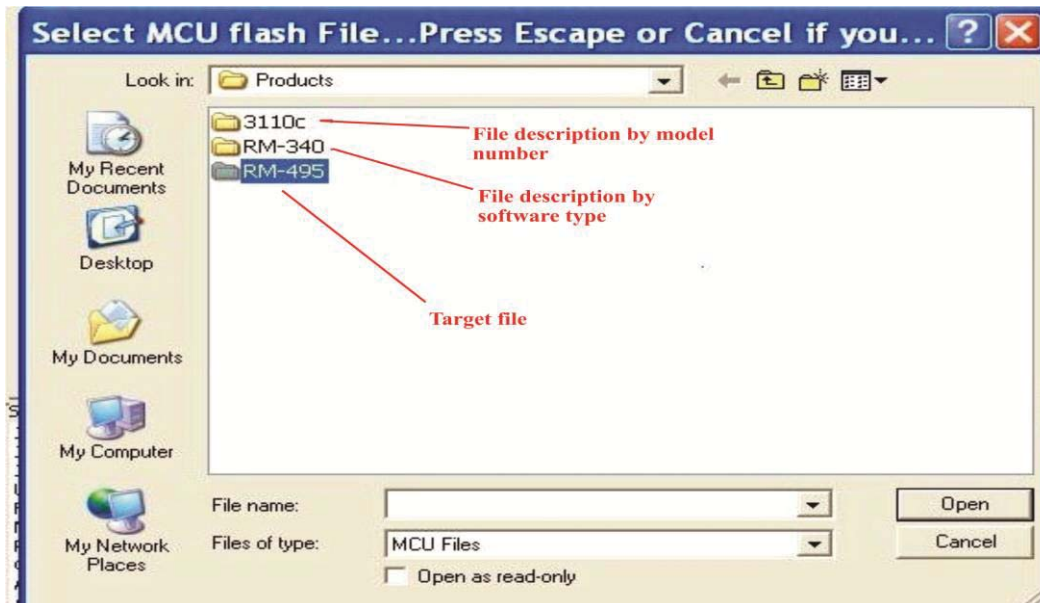 Select MCU flash File...Press Escape or Cancel if you...
Look in:
Products
3110c
RM-340
RM-495
File description by model
number
File description by
software type
Target file
My Recent
Documents
Desktop
My Documents
My Computer
My Network
Places
File name:
Open
Files of type:
MCU Files
Cancel
Open as read-only